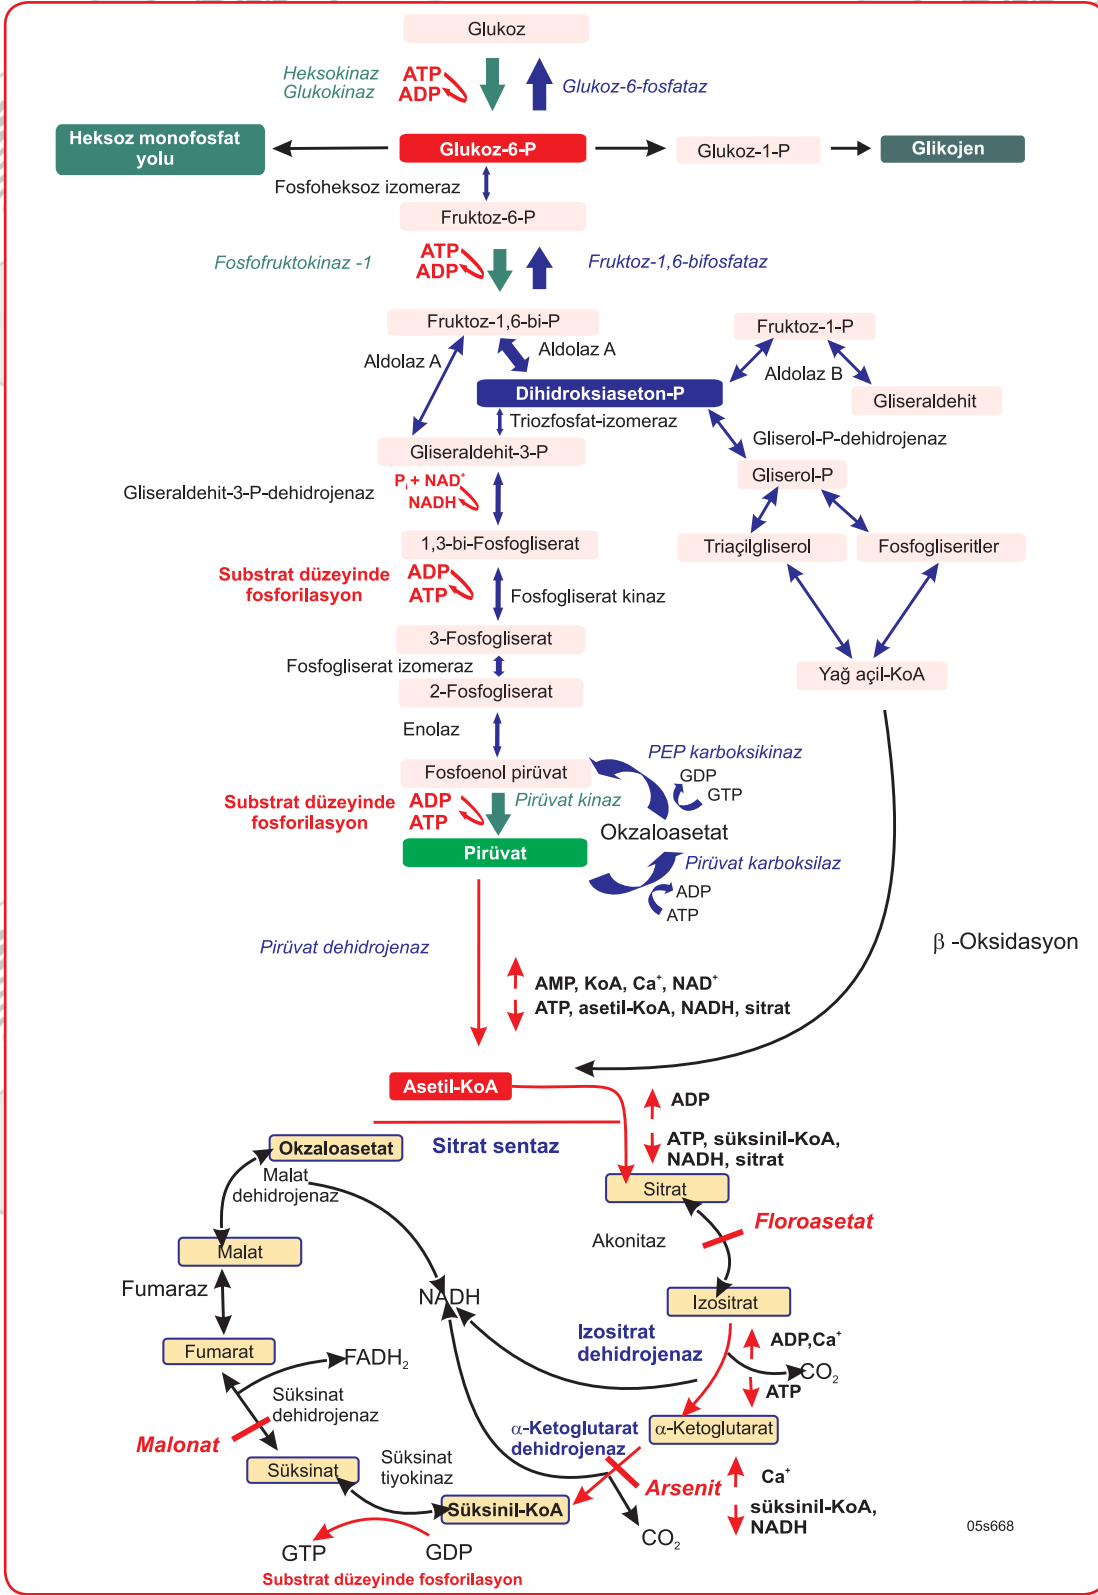 Glukoz
Heksokinaz
Glukokinaz
ATP
ADP
Glukoz-6-fosfataz
Heksoz monofosfat
yolu
Glukoz-6-P
Glukoz-1-P
Glikojen
Fosfoheksoz izomeraz
Fruktoz-6-P
Fosfofruktokinaz -1
ATP
ADP
Fruktoz-1,6-bifosfataz
Fruktoz-1,6-bi-P
Fruktoz-1-P
Aldolaz A
Aldolaz A
Aldolaz B
Dihidroksiaseton-P
Gliseraldehit
Triozfosfat-izomeraz
Gliserol-P-dehidrojenaz
Gliseraldehit-3-P
Gliserol-P
Gliseraldehit-3-P-dehidrojenaz
Pi + NAD+
NADH
1,3-bi-Fosfogliserat
Triaçilgliserol
Fosfogliseritler
Substrat düzeyinde
fosforilasyon
ADP
ATP
Fosfogliserat kinaz
3-Fosfogliserat
Fosfogliserat izomeraz
2-Fosfogliserat
Yağ açil-KoA
Enolaz
PEP karboksikinaz
Fosfoenol pirüvat
GDP
GTP
Substrat düzeyinde
fosforilasyon
ADP
ATP
Pirüvat kinaz
Okzaloasetat
Pirüvat
Pirüvat karboksilaz
ADP
ATP
Pirüvat dehidrojenaz
β -Oksidasyon
AMP, KoA, Ca+, NAD+
ATP, asetil-KoA, NADH, sitrat
Asetil-KoA
ADP
Sitrat sentaz
ATP, süksinil-KoA,
NADH, sitrat
Okzaloasetat
Malat
dehidrojenaz
Sitrat
Floroasetat
Akonitaz
Malat
Fumaraz
NADH
İzositrat
Izositrat
dehidrojenaz
ADP,Ca+
CO2
ATP
Fumarat
FADH2
Süksinat
dehidrojenaz
Malonat
α-Ketoglutarat
dehidrojenaz
α-Ketoglutarat
Süksinat
Süksinat
tiyokinaz
Arsenit
Ca+
süksinil-KoA,
NADH
Süksinil-KoA
CO2
GTP
GDP
Substrat düzeyinde fosforilasyon
05s668